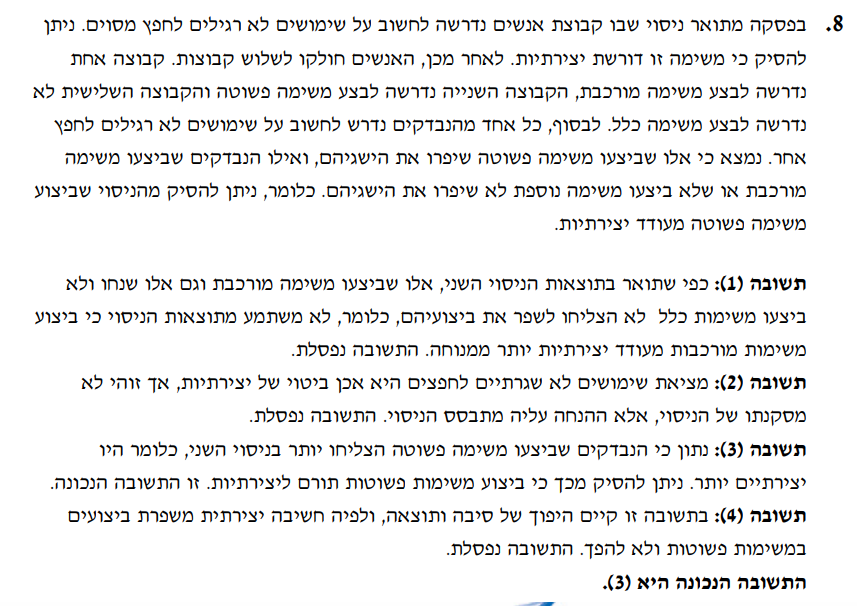 8. בפסקה מתואר ניסוי שבו קבוצת אנשים נדרשה לחשוב על שימושים לא רגילים לחפץ מסוים. ניתן
להסיק כי משימה זו דורשת יצירתיות. לאחר מכן, האנשים חולקו לשלוש קבוצות. קבוצה אחת
נדרשה לבצע משימה מורכבת, הקבוצה השנייה נדרשה לבצע משימה פשוטה והקבוצה השלישית לא
נדרשה לבצע משימה כלל. לבסוף, כל אחד מהנבדקים נדרש לחשוב על שימושים לא רגילים לחפץ
אחר. נמצא כי אלו שביצעו משימה פשוטה שיפרו את הישגיהם, ואילו הנבדקים שביצעו משימה
מורכבת או שלא ביצעו משימה נוספת לא שיפרו את הישגיהם. כלומר, ניתן להסיק מהניסוי שביצוע
משימה פשוטה מעודד יצירתיות.
תשובה (1): כפי שתואר בתוצאות הניסוי השני, אלו שביצעו משימה מורכבת וגם אלו שנחו ולא
ביצעו משימות כלל לא הצליחו לשפר את ביצועיהם, כלומר, לא משתמע מתוצאות הניסוי כי ביצוע
משימות מורכבות מעודד יצירתיות יותר ממנוחה. התשובה נפסלת.
תשובה (2): מציאת שימושים לא שגרתיים לחפצים היא אכן ביטוי של יצירתיות, אך זוהי לא
מסקנתו של הניסוי, אלא ההנחה עליה מתבסס הניסוי. התשובה נפסלת.
תשובה (3): נתון כי הנבדקים שביצעו משימה פשוטה הצליחו יותר בניסוי השני, כלומר היו
יצירתיים יותר. ניתן להסיק מכך כי ביצוע משימות פשוטות תורם ליצירתיות. זו התשובה הנכונה.
תשובה (4): בתשובה זו קיים היפוך של סיבה ותוצאה, ולפיה חשיבה יצירתית משפרת ביצועים
במשימות פשוטות ולא להפך. התשובה נפסלת.
התשובה הנכונה היא (3).